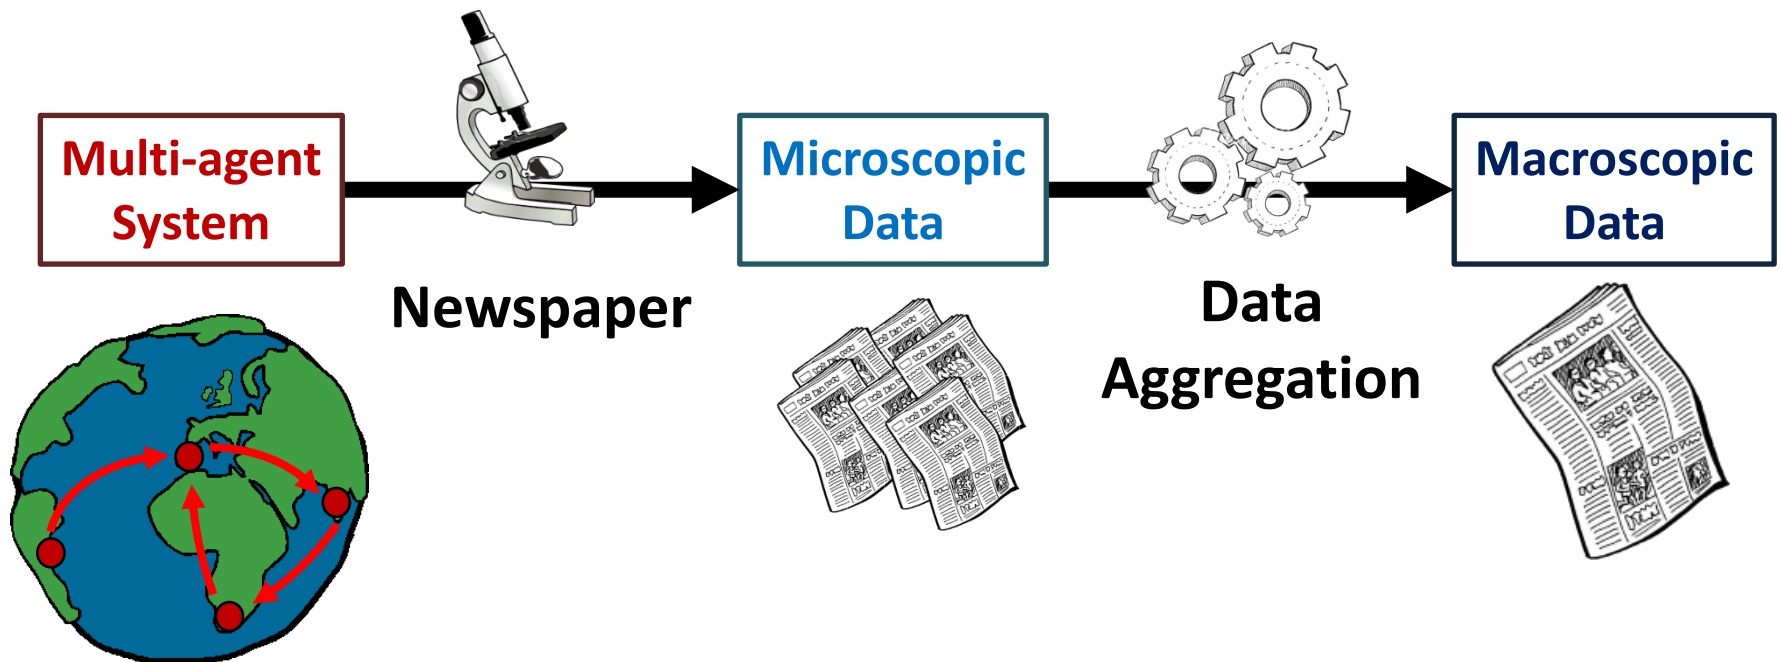 Multi-agent
System
Newspaper
Microscopic
Data
Data
Aggregation
Macroscopic
Data